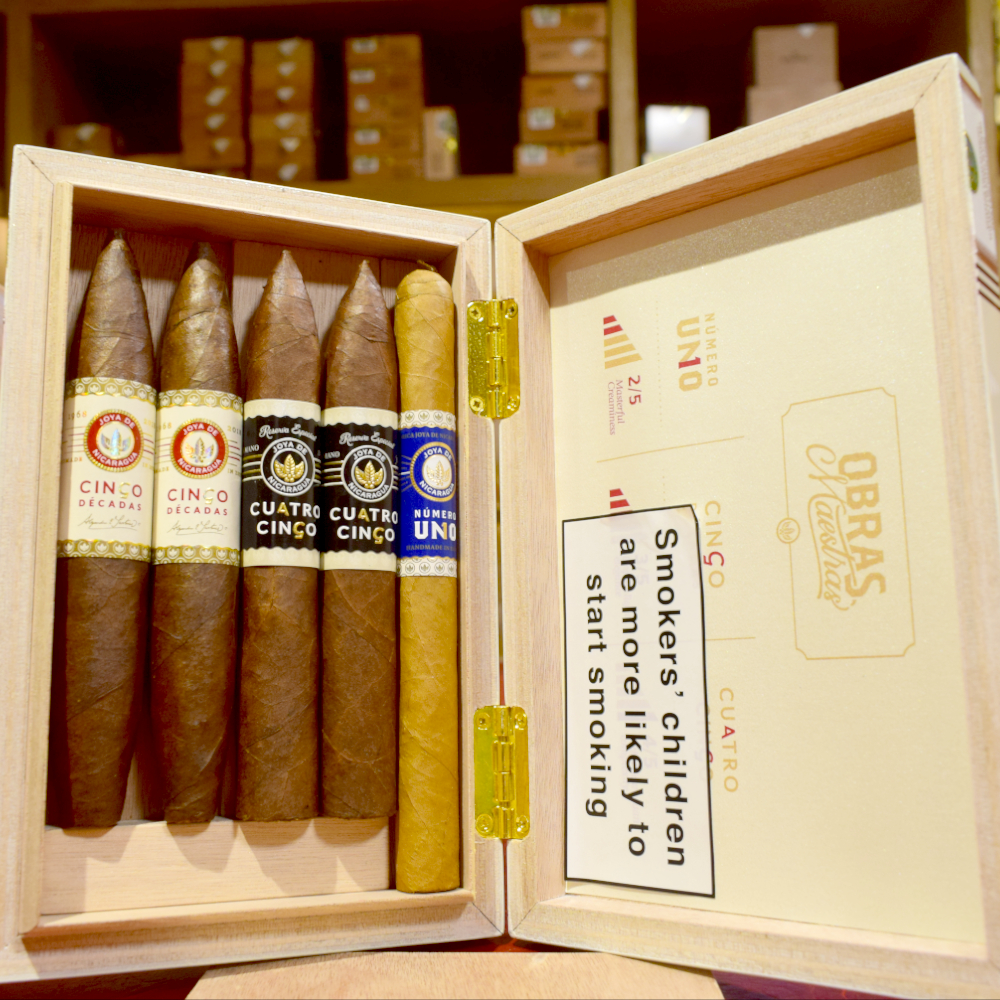 JOYA DE
NICARAGUA
CINCO
DÉCADAS
JOYA DE
NICARAGUA
CINCO
DÉCADAS
Reserva Especial
JOYA DE
NICARAGUA
CUATRO
CINCO
Reserva Especial
JOYA DE
NICARAGUA
CUATRO
CINCO
JOYA DE
NICARAGUA
NÚMERO
UNO
HANDMADE
NÚMERO
UN1O
2/5
Masterful
Creaminess
CINCO
CUATRO
OBRAS
Maestras
Smokers' children
are more likely to
start smoking